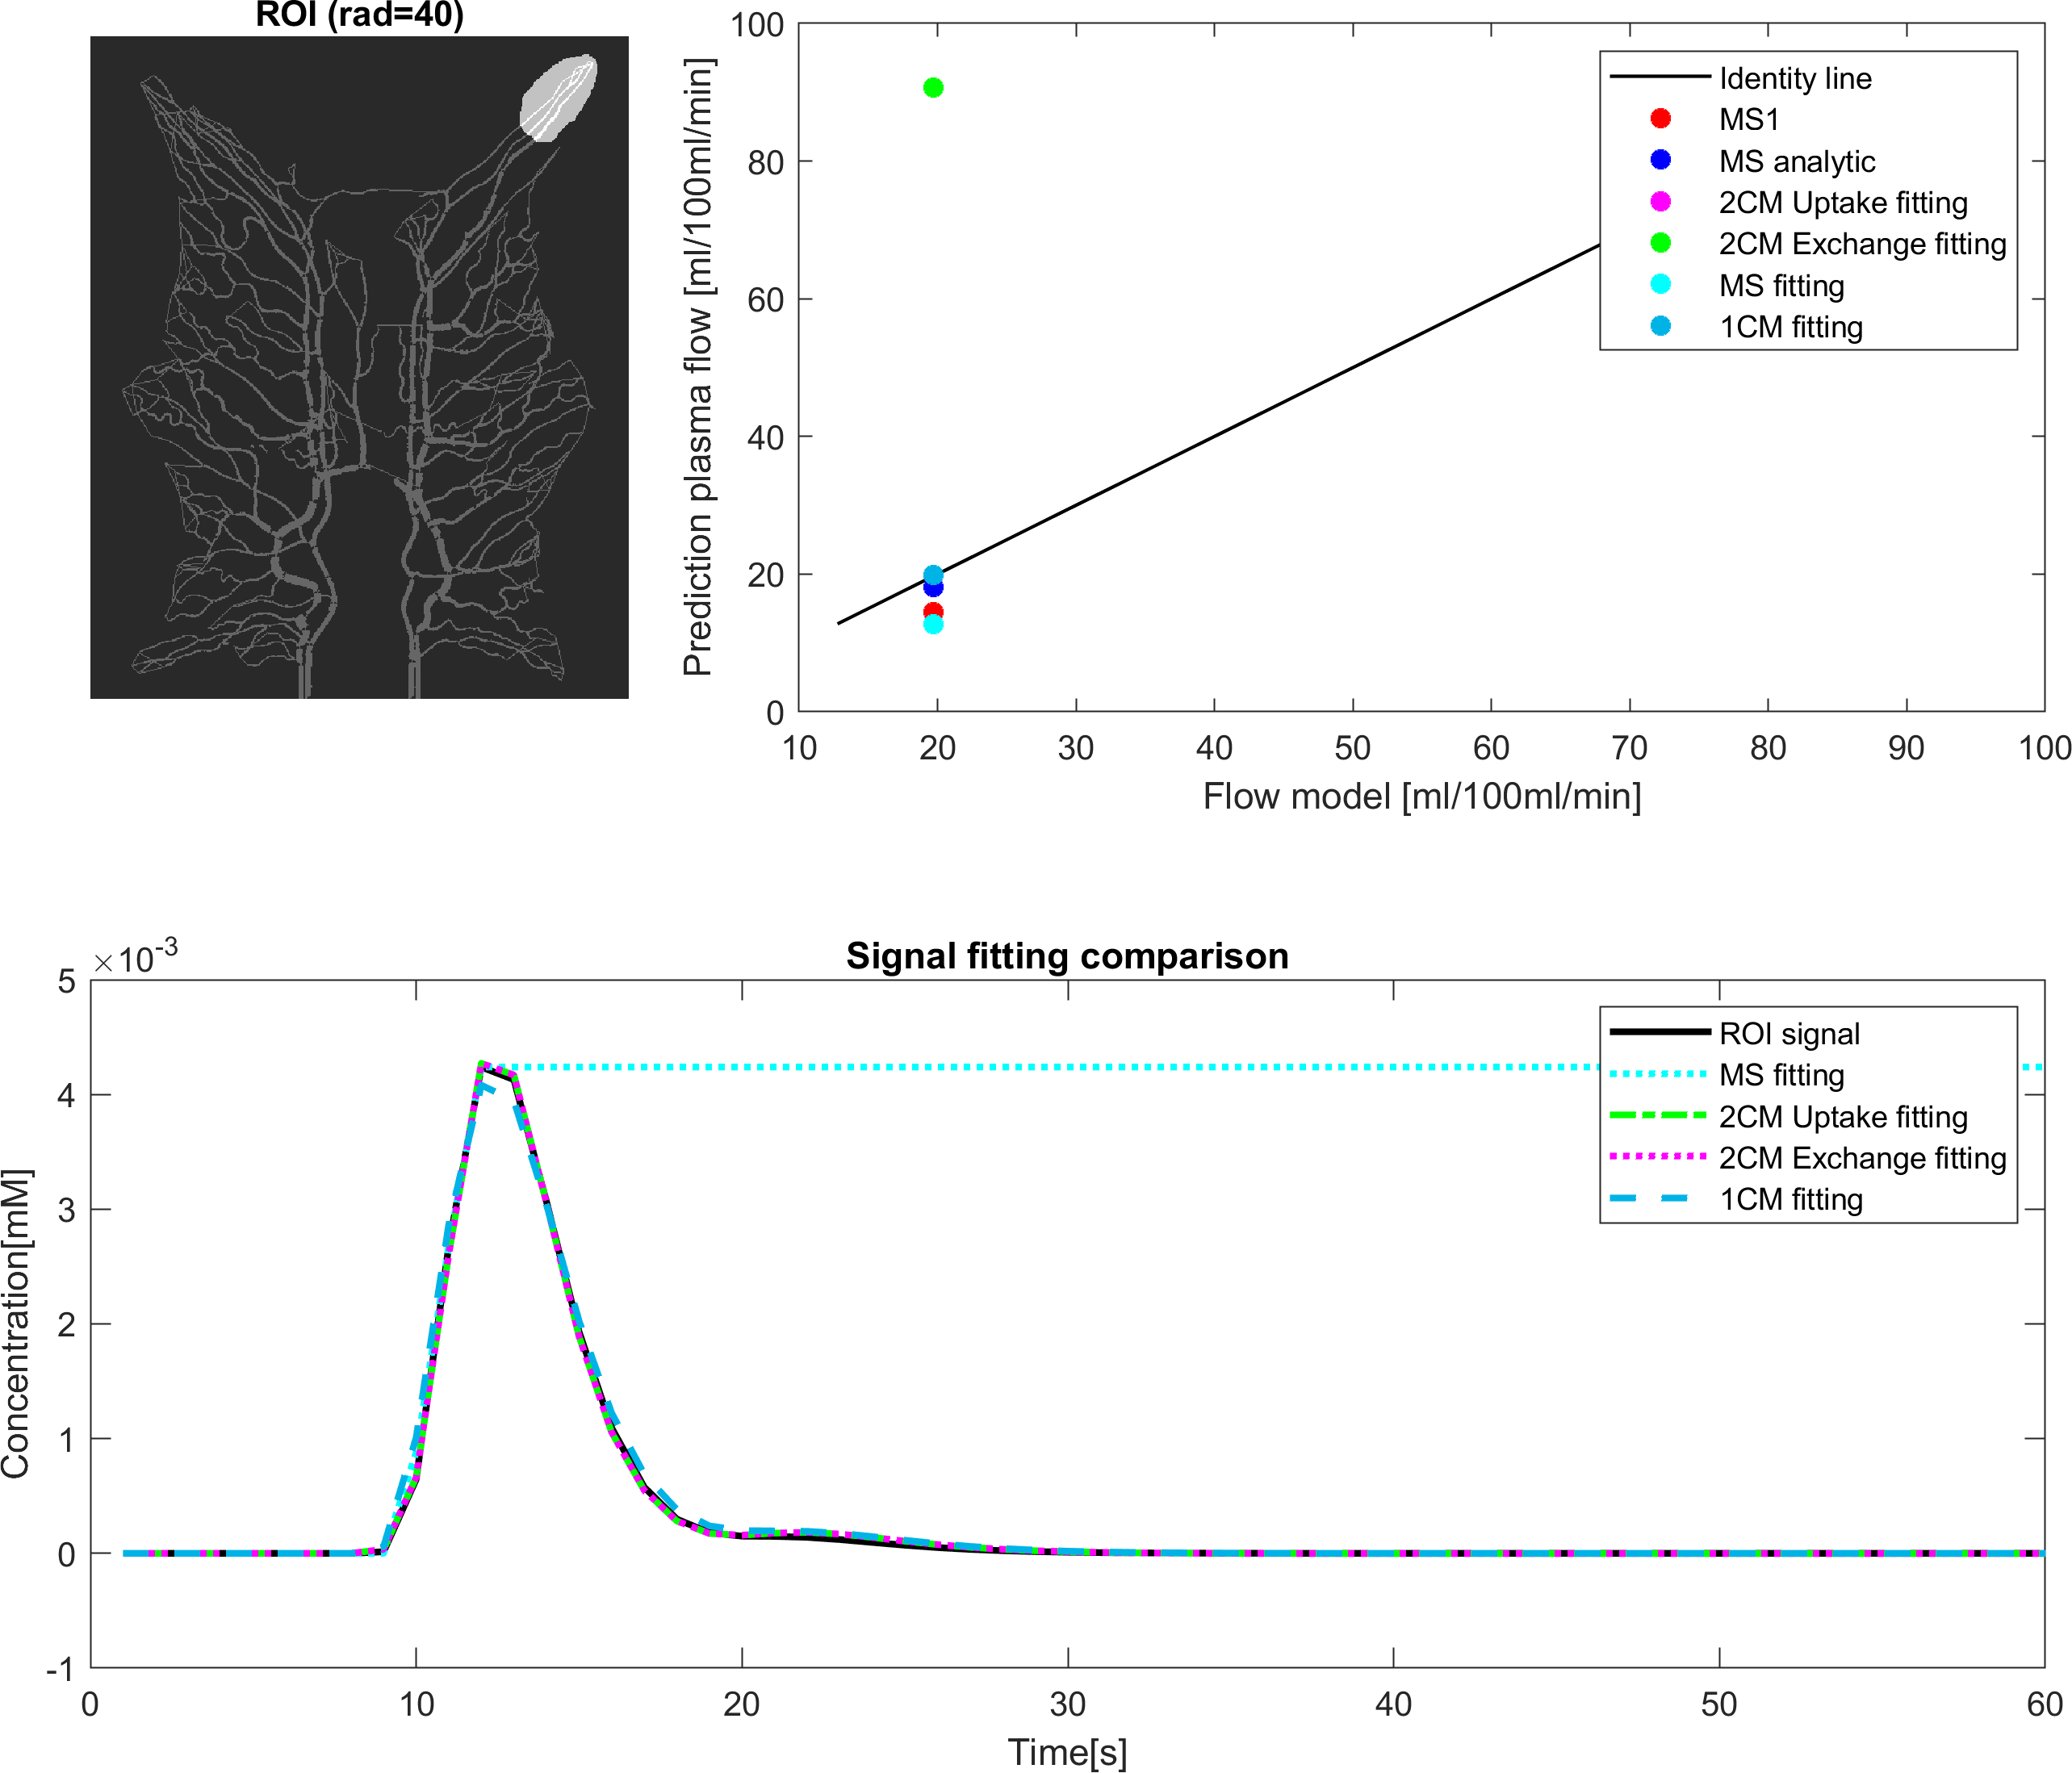 ROI (rad=40)
Prediction plasma flow [ml/100ml/min]
100
80
60
40
20
0
10 20 30 40 50 60 70 80 90 100
Flow model [ml/100ml/min]
Identity line
MS1
MS analytic
2CM Uptake fitting
2CM Exchange fitting
MS fitting
1CM fitting
Signal fitting comparison
×10-3
Concentration[mM]
5
4
3
2
1
0
-1
0 10 20 30 40 50 60
Time[s]
ROI signal
MS fitting
2CM Uptake fitting
2CM Exchange fitting
1CM fitting